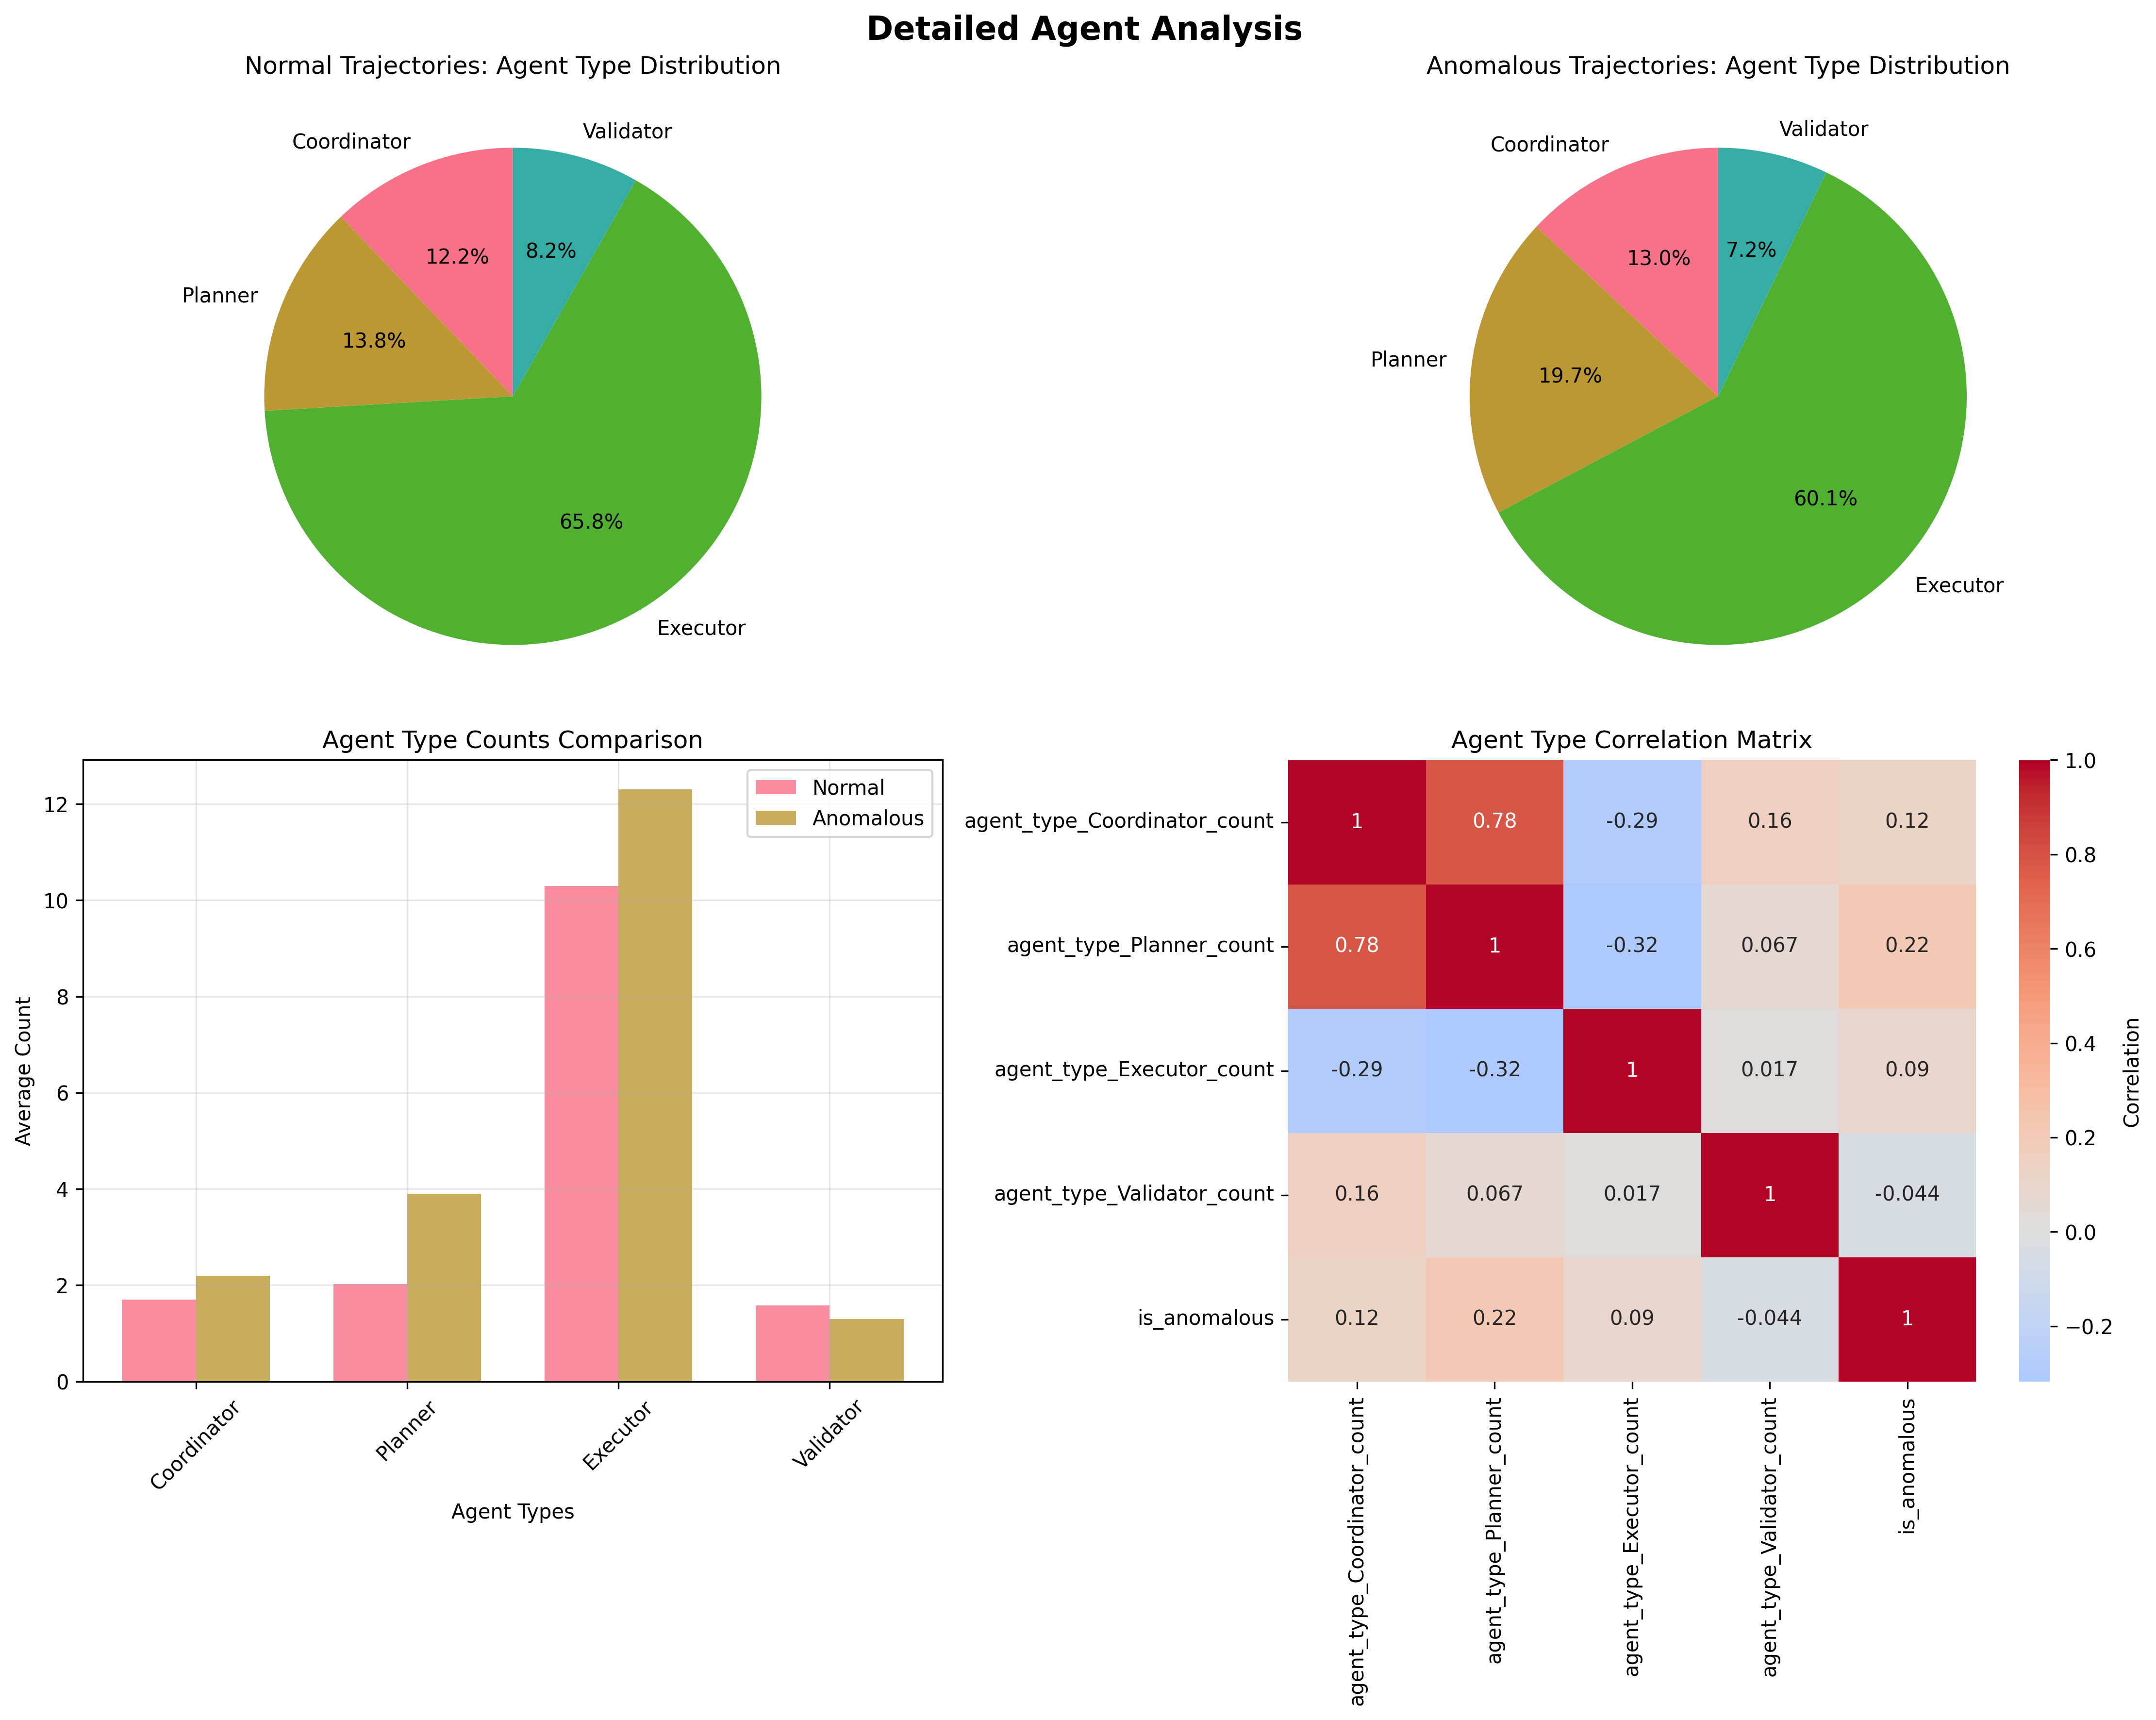 Detailed Agent Analysis
Normal Trajectories: Agent Type Distribution
Coordinator
Validator
Planner
Executor
12.2%
8.2%
13.8%
65.8%
Anomalous Trajectories: Agent Type Distribution
Coordinator
Validator
Planner
Executor
13.0%
7.2%
19.7%
60.1%
Agent Type Counts Comparison
Normal
Anomalous
Average Count
12
10
8
6
4
2
0
Coordinator
Planner
Executor
Validator
Agent Types
Agent Type Correlation Matrix
agent_type_Coordinator_count
1 0.78 -0.29 0.16 0.12
agent_type_Planner_count
0.78 1 -0.32 0.067 0.22
agent_type_Executor_count
-0.29 -0.32 1 0.017 0.09
agent_type_Validator_count
0.16 0.067 0.017 1 -0.044
is_anomalous
0.12 0.22 0.09 -0.044 1
agent_type_Coordinator_count
agent_type_Planner_count
agent_type_Executor_count
agent_type_Validator_count
is_anomalous
1.0
0.8
0.6
0.4
0.2
0.0
−0.2
Correlation